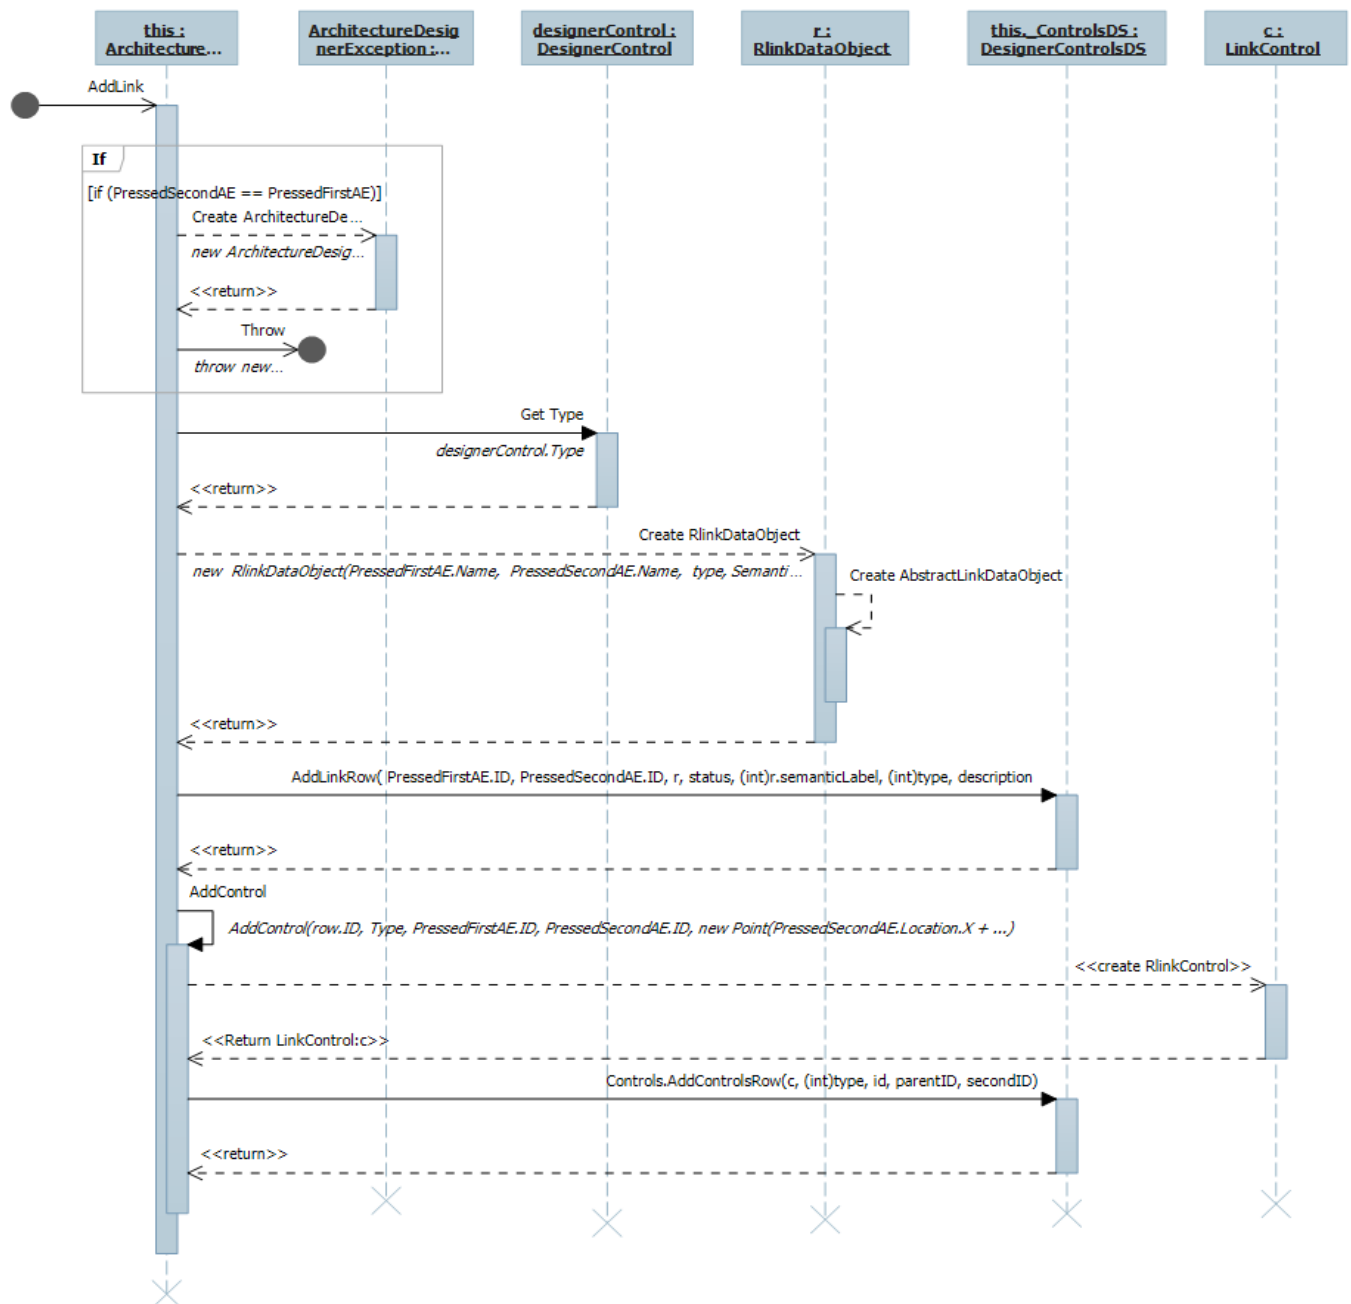 this :
Architecture...
ArchitectureDesig
nerException :...
designerControl :
DesignerControl
r :
RlinkDataObject
this._ControlsDS :
DesignerControlsDS
c :
LinkControl
AddLink
If
[if (PressedSecondAE == PressedFirstAE)]
Create ArchitectureDe...
new ArchitectureDesig...
<<return>>
Throw
throw new...
Get Type
designerControl.Type
<<return>>
Create RlinkDataObject
new RlinkDataObject(PressedFirstAE.Name, PressedSecondAE.Name, type, Semanti...
Create AbstractLinkDataObject
<<return>>
AddLinkRow( PressedFirstAE.ID, PressedSecondAE.ID, r, status, (int)r.semanticLabel, (int)type, description
<<return>>
AddControl
AddControl(row.ID, Type, PressedFirstAE.ID, PressedSecondAE.ID, new Point(PressedSecondAE.Location.X + ...)
<<create RlinkControl>>
<<Return LinkControl:c>>
Controls.AddControlsRow(c, (int)type, id, parentID, secondID)
<<return>>